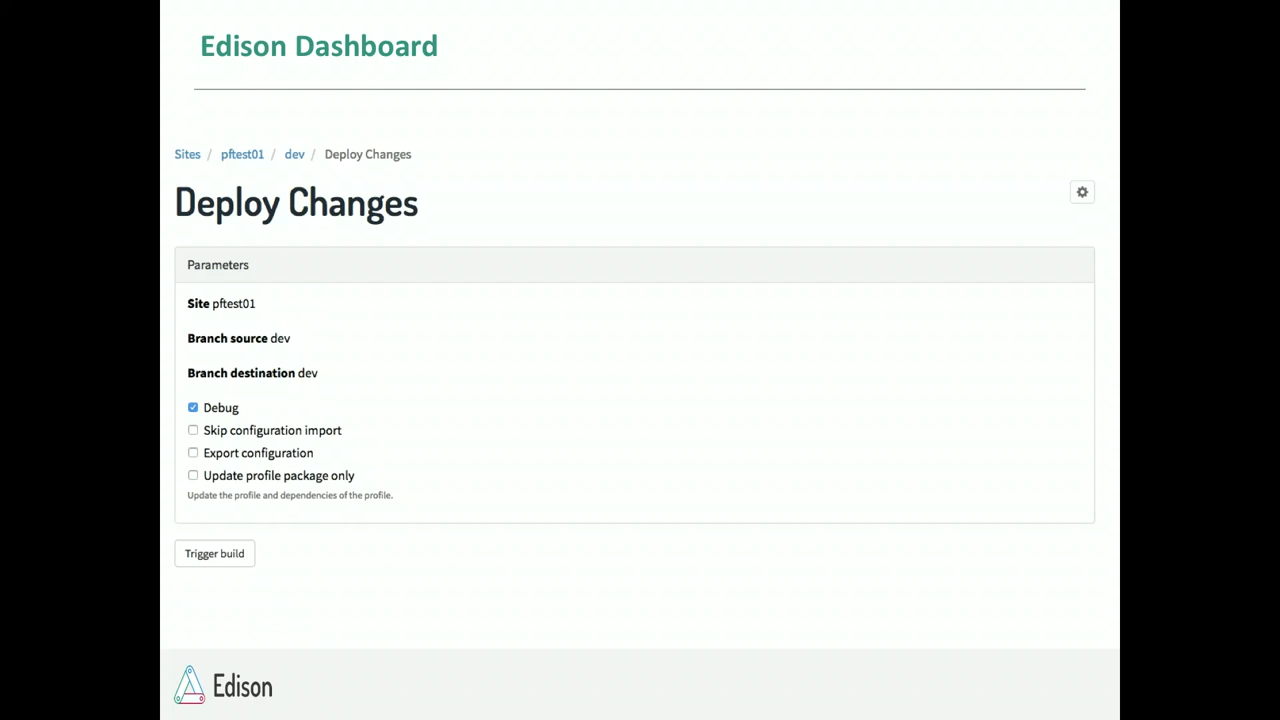 Edison Dashboard
Sites / pftest01 / dev / Deploy Changes
Deploy Changes
Parameters
Site pftest01
Branch source dev
Branch destination dev
Debug
Skip configuration import
Export configuration
Update profile package only
Update the profile and dependencies of the profile.
Trigger build
Edison